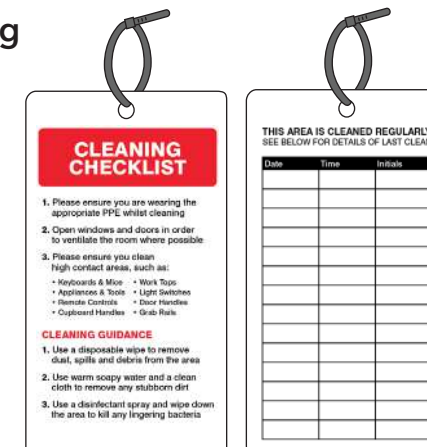 g
CLEANING
CHECKLIST
1. Please ensure you are wearing the
appropriate PPE whilst cleaning
2. Open windows and doors in order
to ventilate the room where possible
3. Please ensure you clean
high contact areas, such as:
• Keyboards & Mice • Work Tops
• Appliances & Tools • Light Switches
• Remote Controls • Door Handles
• Cupboard Handles • Grab Rails
CLEANING GUIDANCE
1. Use a disposable wipe to remove
dust, spills and debris from the area
2. Use warm soapy water and a clean
cloth to remove any stubborn dirt
3. Use a disinfectant spray and wipe down
the area to kill any lingering bacteria
THIS AREA IS CLEANED REGULARLY
SEE BELOW FOR DETAILS OF LAST CLEAN
Date Time Initials